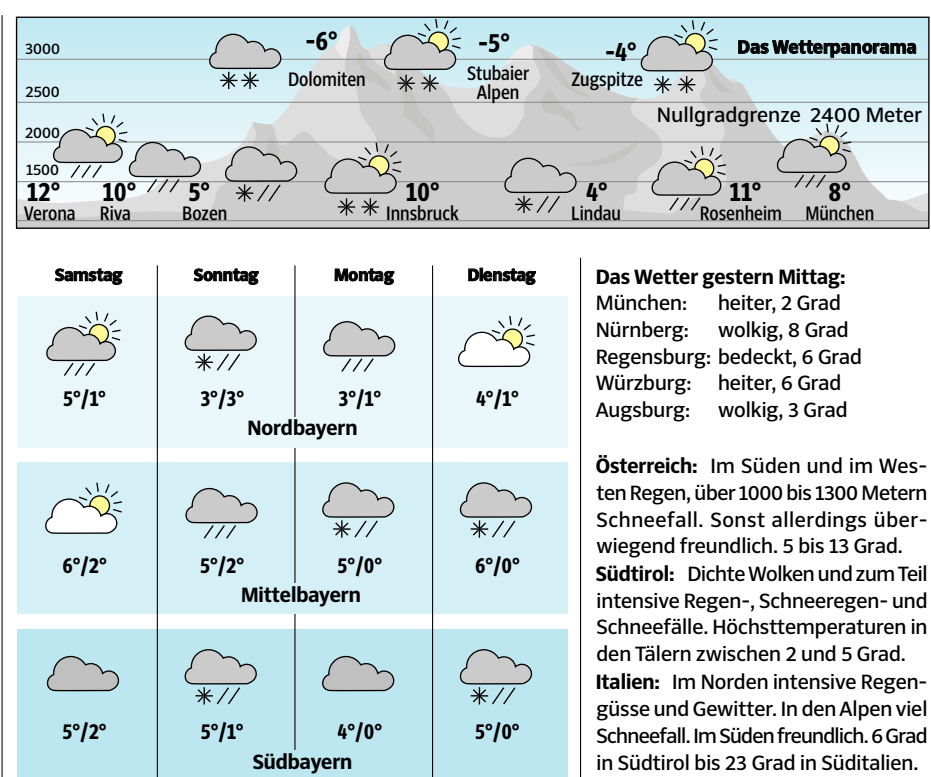 Das Wetterpanorama
3000
2500
2000
1500
-6°
Dolomiten
-5°
Stubaier
Alpen
-4°
Zugspitze
Nullgradgrenze 2400 Meter
12°
Verona
10°
Riva
5°
Bozen
10°
Innsbruck
4°
Lindau
11°
Rosenheim
8°
München
Samstag Sonntag Montag Dienstag
5°/1° 3°/3° 3°/1° 4°/1°
Nordbayern
6°/2° 5°/2° 5°/0° 6°/0°
Mittelbayern
5°/2° 5°/1° 4°/0° 5°/0°
Südbayern
Das Wetter gestern Mittag:
München: heiter, 2 Grad
Nürnberg: wolkig, 8 Grad
Regensburg: bedeckt, 6 Grad
Würzburg: heiter, 6 Grad
Augsburg: wolkig, 3 Grad
Österreich: Im Süden und im Wes-
ten Regen, über 1000 bis 1300 Metern
Schneefall. Sonst allerdings über-
wiegend freundlich. 5 bis 13 Grad.
Südtirol: Dichte Wolken und zum Teil
intensive Regen-, Schneeregen- und
Schneefälle. Höchsttemperaturen in
den Tälern zwischen 2 und 5 Grad.
Italien: Im Norden intensive Regen-
güsse und Gewitter. In den Alpen viel
Schneefall. Im Süden freundlich. 6 Grad
in Südtirol bis 23 Grad in Süditalien.